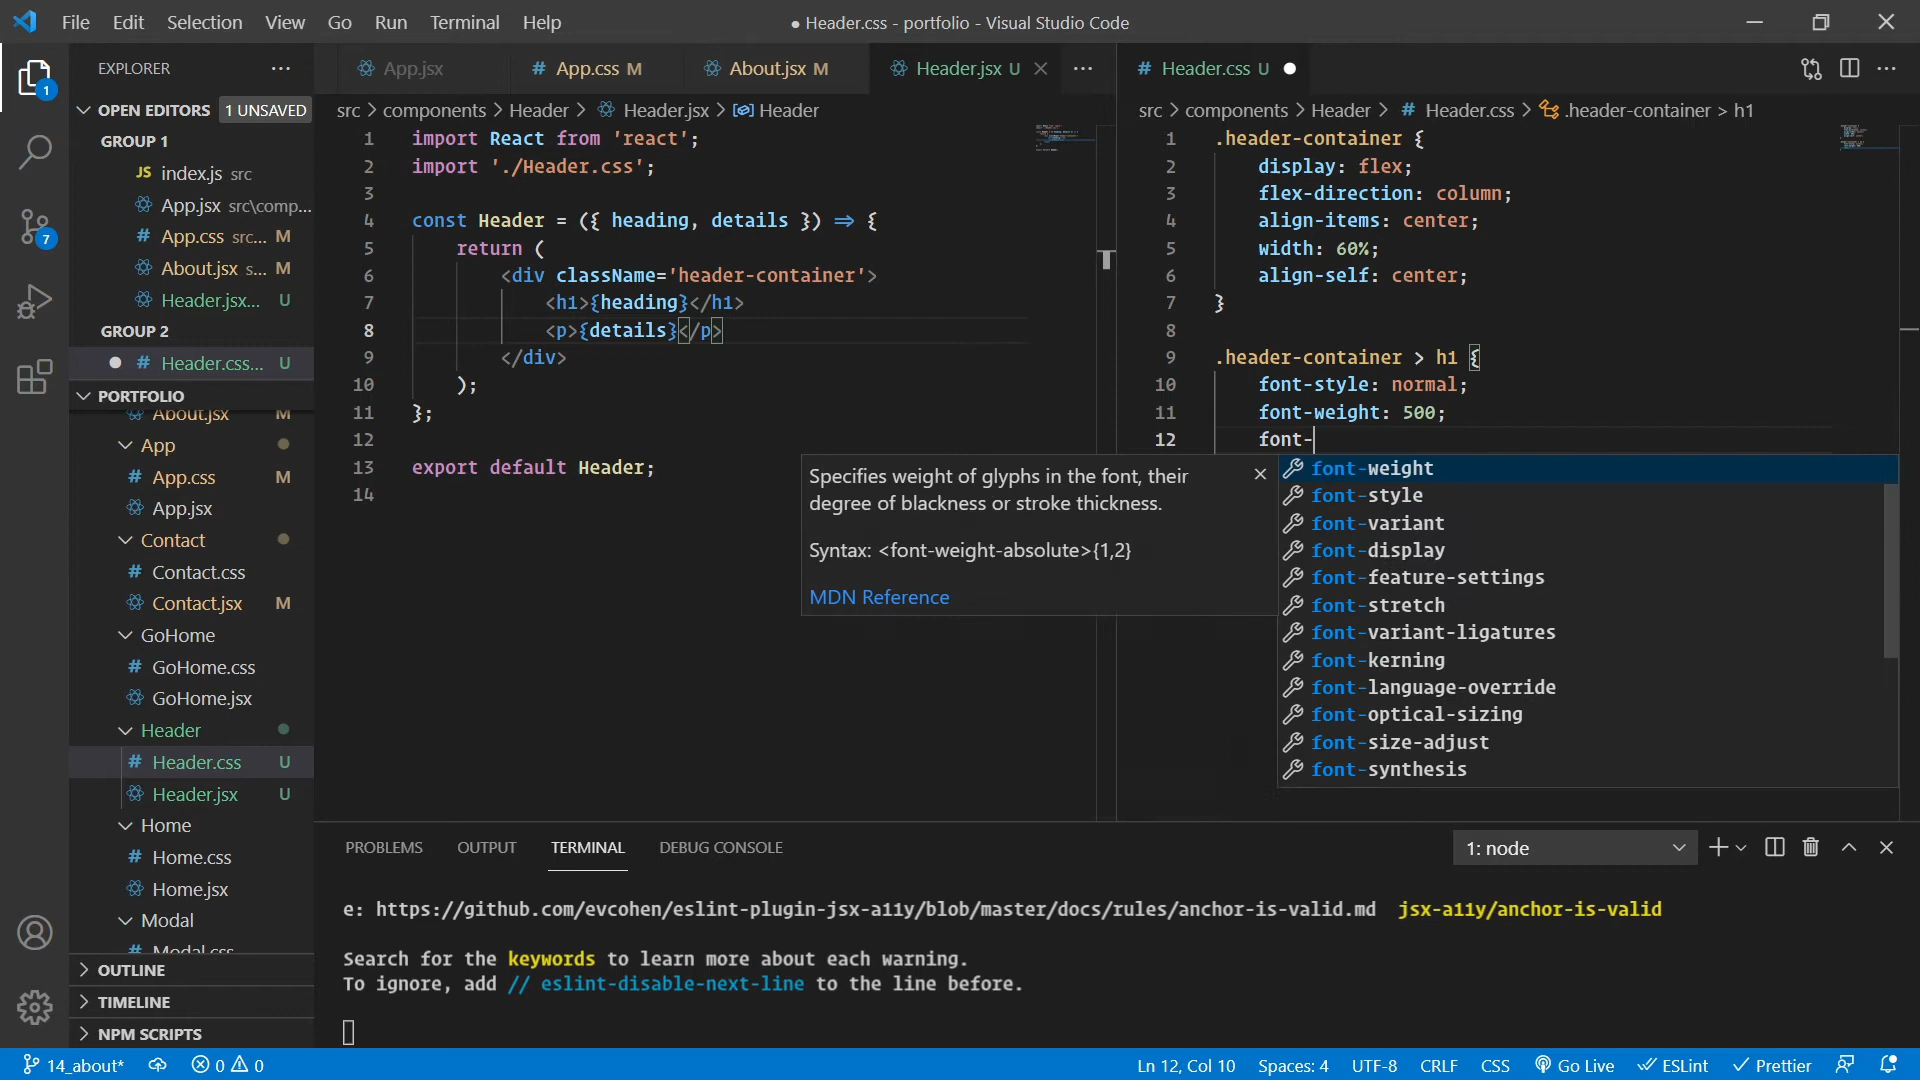 File Edit Selection View Go Run Terminal Help
● Header.css - portfolio - Visual Studio Code
EXPLORER
1
7
OPEN EDITORS 1 UNSAVED
GROUP 1
JS index.js src
App.jsx src\comp...
# App.css src... M
About.jsx s... M
Header.jsx... U
GROUP 2
# Header.css... U
PORTFOLIO
About.jsx M
App
# App.css M
App.jsx
Contact
# Contact.css
Contact.jsx M
GoHome
# GoHome.css
GoHome.jsx
Header
# Header.css U
Header.jsx U
Home
# Home.css
Home.jsx
Modal
# Modal.css
OUTLINE
TIMELINE
NPM SCRIPTS
App.jsx
# App.css M
About.jsx M
Header.jsx U
src > components > Header > Header.jsx > Header
1 import React from 'react';
2 import './Header.css';
3
4 const Header = ({ heading, details }) => {
5 return (
6 <div className='header-container'>
7 <h1>{heading}</h1>
8 <p>{details}</p>
9 </div>
10 );
11 };
12
13 export default Header;
14
# Header.css U ●
src > components > Header > # Header.css > .header-container > h1
1 .header-container {
2 display: flex;
3 flex-direction: column;
4 align-items: center;
5 width: 60%;
6 align-self: center;
7 }
8
9 .header-container > h1 {
10 font-style: normal;
11 font-weight: 500;
12 font-
Specifies weight of glyphs in the font, their
degree of blackness or stroke thickness.
Syntax: <font-weight-absolute>{1,2}
MDN Reference
font-weight
font-style
font-variant
font-display
font-feature-settings
font-stretch
font-variant-ligatures
font-kerning
font-language-override
font-optical-sizing
font-size-adjust
font-synthesis
PROBLEMS OUTPUT TERMINAL DEBUG CONSOLE
1: node
e: https://github.com/evcohen/eslint-plugin-jsx-a11y/blob/master/docs/rules/anchor-is-valid.md jsx-a11y/anchor-is-valid
Search for the keywords to learn more about each warning.
To ignore, add // eslint-disable-next-line to the line before.
14_about* 0 0
Ln 12, Col 10 Spaces: 4 UTF-8 CRLF CSS Go Live ESLint Prettier